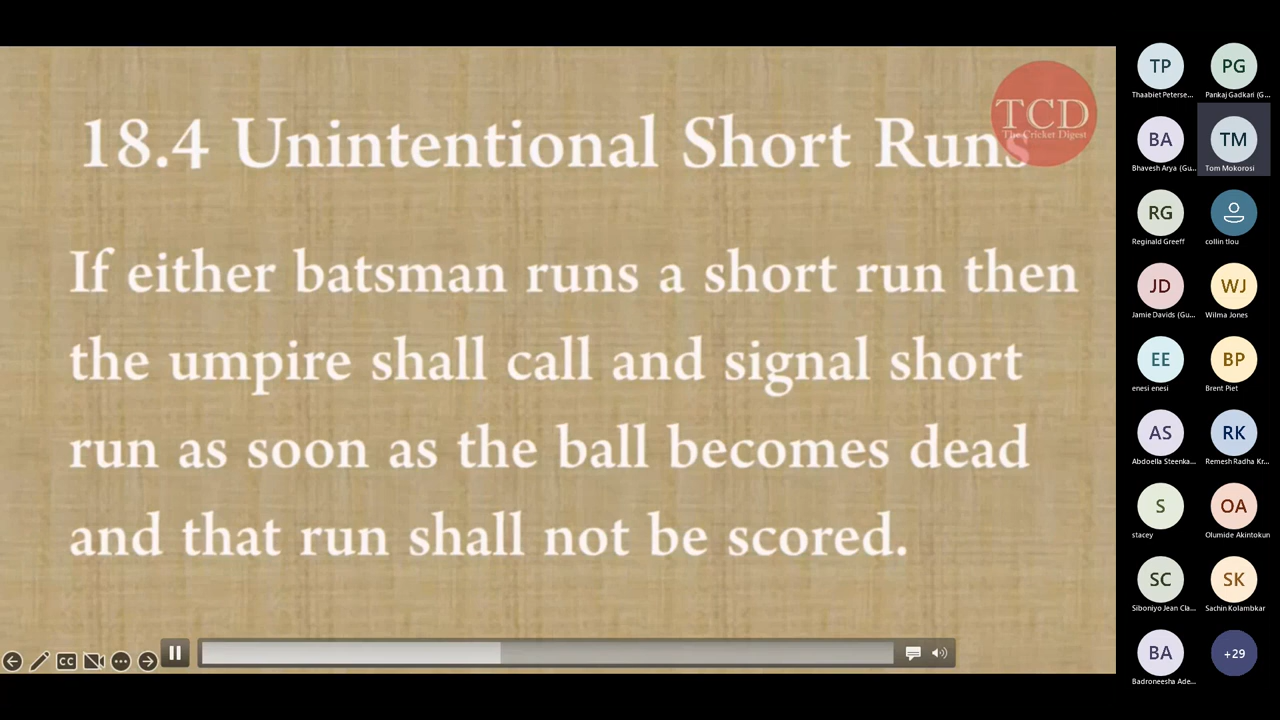 18.4 Unintentional Short Runs
TCD
The Cricket Digest
If either batsman runs a short run then
the umpire shall call and signal short
run as soon as the ball becomes dead
and that run shall not be scored.
CC
TP
Thaabiet Peterse...
PG
Pankaj Gadkari (G...
BA
Bhavesh Arya (Gu...
TM
Tom Mokorosi
RG
Reginald Greeff
collin tlou
JD
Jamie Davids (Gu...
WJ
Wilma Jones
EE
enesi enesi
BP
Brent Piet
AS
Abdoella Steenka...
RK
Remesh Radha Kr...
S
stacey
OA
Olumide Akintokun
SC
Siboniyo Jean Cla...
SK
Sachin Kolambkar
BA
Badroneesha Ade...
+29